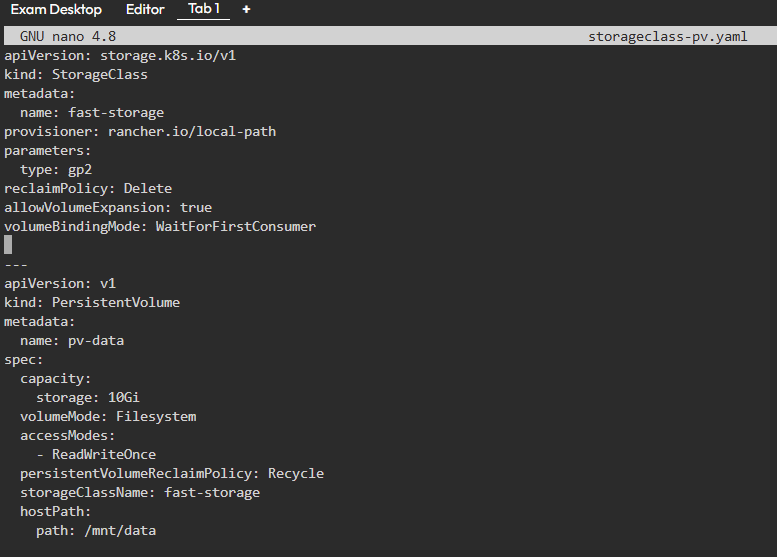 Exam Desktop Editor Tab 1 +
GNU nano 4.8 storageclass-pv.yaml
apiVersion: storage.k8s.io/v1
kind: StorageClass
metadata:
  name: fast-storage
provisioner: rancher.io/local-path
parameters:
  type: gp2
reclaimPolicy: Delete
allowVolumeExpansion: true
volumeBindingMode: WaitForFirstConsumer
---
apiVersion: v1
kind: PersistentVolume
metadata:
  name: pv-data
spec:
  capacity:
    storage: 10Gi
  volumeMode: Filesystem
  accessModes:
    - ReadWriteOnce
  persistentVolumeReclaimPolicy: Recycle
  storageClassName: fast-storage
  hostPath:
    path: /mnt/data